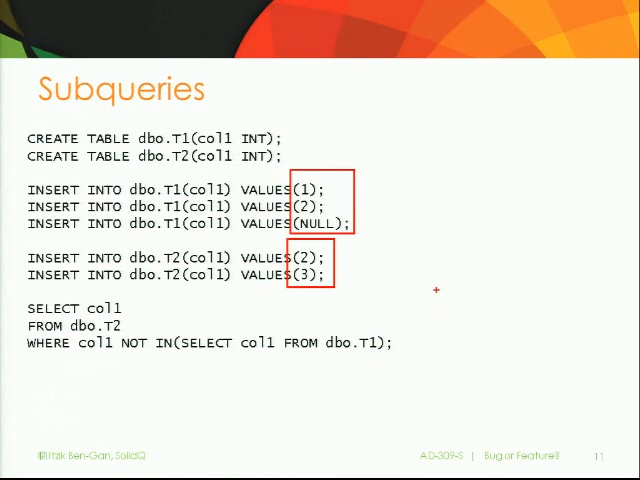 Subqueries
CREATE TABLE dbo.T1(col1 INT);
CREATE TABLE dbo.T2(col1 INT);
INSERT INTO dbo.T1(col1) VALUES(1);
INSERT INTO dbo.T1(col1) VALUES(2);
INSERT INTO dbo.T1(col1) VALUES(NULL);
INSERT INTO dbo.T2(col1) VALUES(2);
INSERT INTO dbo.T2(col1) VALUES(3);
SELECT col1
FROM dbo.T2
WHERE col1 NOT IN(SELECT col1 FROM dbo.T1);
Itzik Ben-Gan, SolidQ
AD-309-S | Bug or Feature?
11